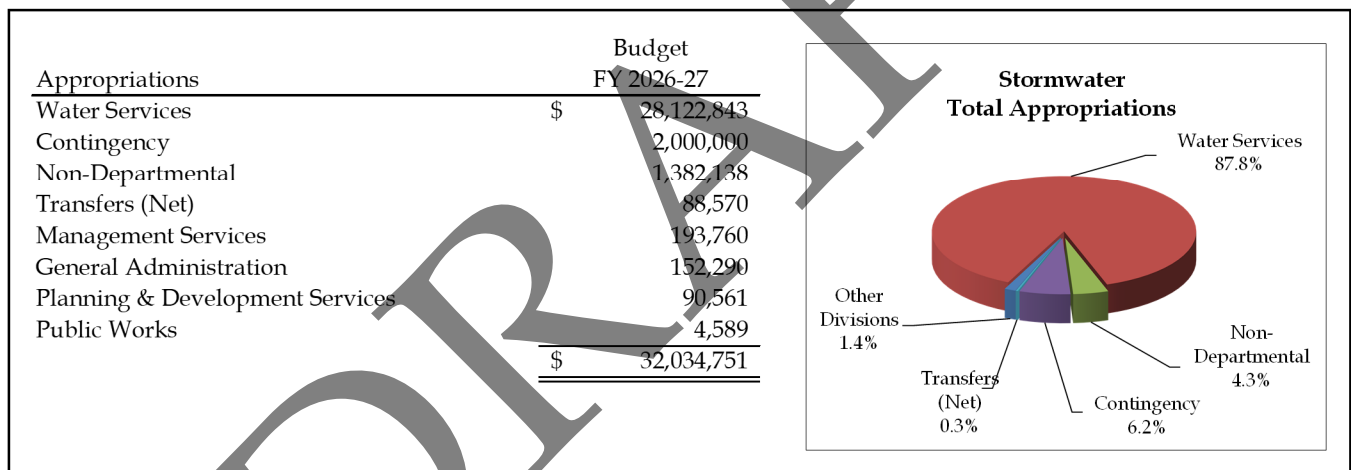 Budget
Appropriations FY 2026-27
Water Services $ 28,122,843
Contingency 2,000,000
Non-Departmental 1,382,138
Transfers (Net) 88,570
Management Services 193,760
General Administration 152,290
Planning & Development Services 90,561
Public Works 4,589
$ 32,034,751
Stormwater
Total Appropriations
Water Services
87.8%
Other
Divisions
1.4%
Non-
Departmental
4.3%
Transfers
(Net)
0.3%
Contingency
6.2%
DRAF